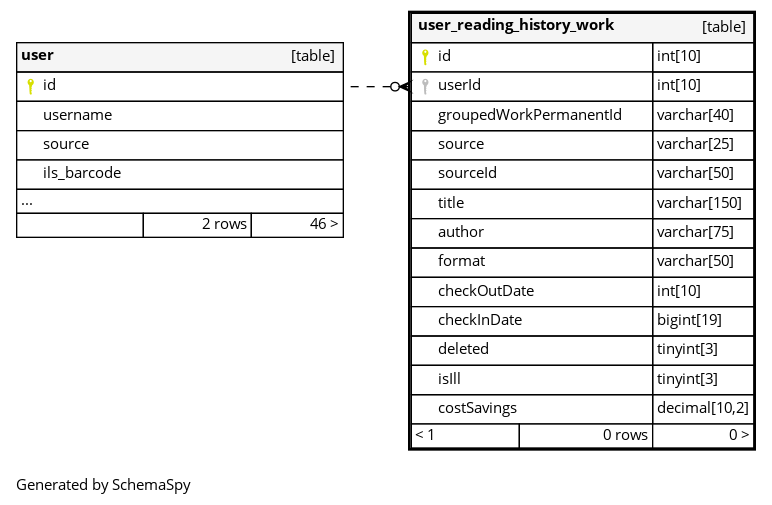 user [table]
id
username
source
ils_barcode
...
2 rows 46 >
user_reading_history_work [table]
id int[10]
userId int[10]
groupedWorkPermanentId varchar[40]
source varchar[25]
sourceId varchar[50]
title varchar[150]
author varchar[75]
format varchar[50]
checkOutDate int[10]
checkInDate bigint[19]
deleted tinyint[3]
isIll tinyint[3]
costSavings decimal[10,2]
< 1 0 rows 0 >
Generated by SchemaSpy